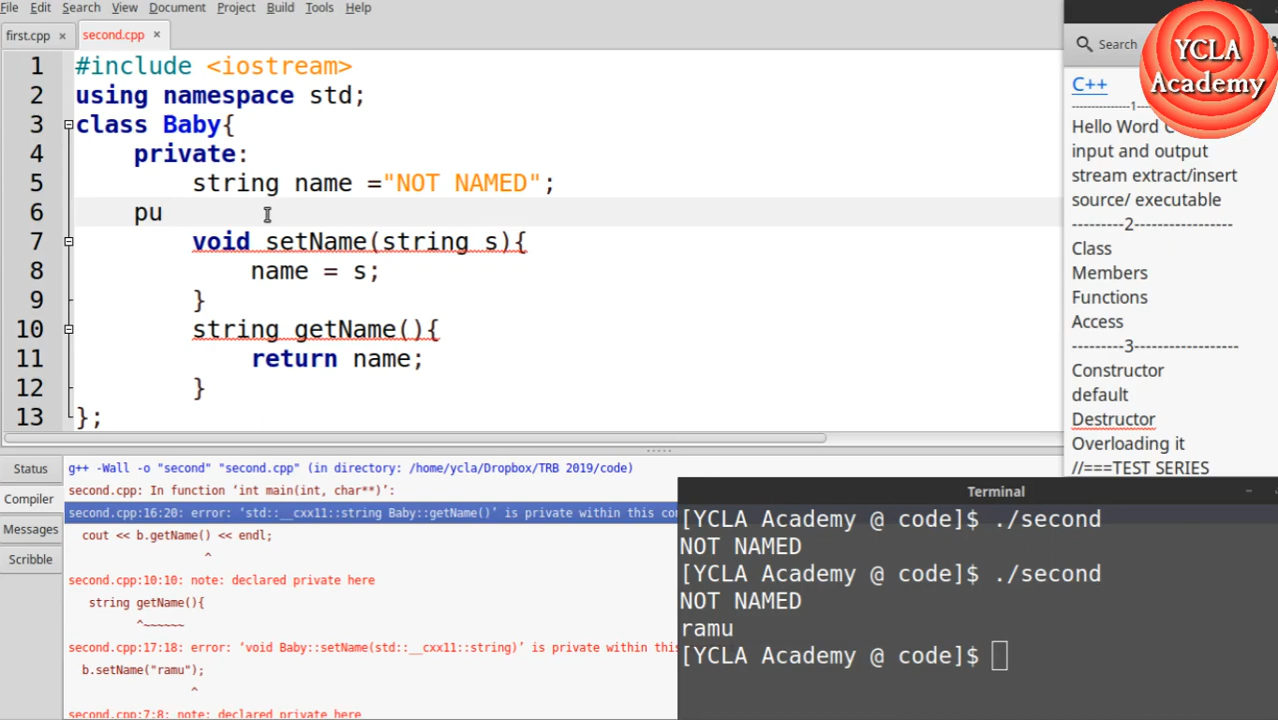 File Edit Search View Document Project Build Tools Help
first.cpp × second.cpp ×
1 #include <iostream>
2 using namespace std;
3 class Baby{
4 private:
5 string name ="NOT NAMED";
6 pu
7 void setName(string s){
8 name = s;
9 }
10 string getName(){
11 return name;
12 }
13 };
Status
Compiler
Messages
Scribble
g++ -Wall -o "second" "second.cpp" (in directory: /home/ycla/Dropbox/TRB 2019/code)
second.cpp: In function ‘int main(int, char**)’:
second.cpp:16:20: error: ‘std::__cxx11::string Baby::getName()’ is private within this con
cout << b.getName() << endl;
^
second.cpp:10:10: note: declared private here
string getName(){
^~~~~~~
second.cpp:17:18: error: ‘void Baby::setName(std::__cxx11::string)’ is private within this
b.setName("ramu");
^
second.cpp:7:8: note: declared private here
Terminal
[YCLA Academy @ code]$ ./second
NOT NAMED
[YCLA Academy @ code]$ ./second
NOT NAMED
ramu
[YCLA Academy @ code]$
Search
YCLA
Academy
C++
---------------1
Hello Word C
input and output
stream extract/insert
source/ executable
--------2----------------
Class
Members
Functions
Access
--------3-----------------
Constructor
default
Destructor
Overloading it
//===TEST SERIES